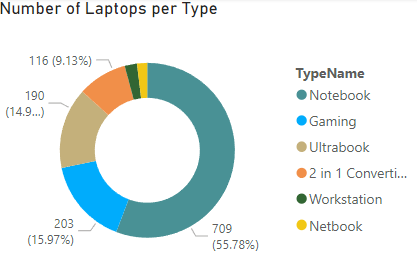 Number of Laptops per Type
116 (9.13%)
190
(14.9...)
203
(15.97%)
709
(55.78%)
TypeName
Notebook
Gaming
Ultrabook
2 in 1 Converti...
Workstation
Netbook